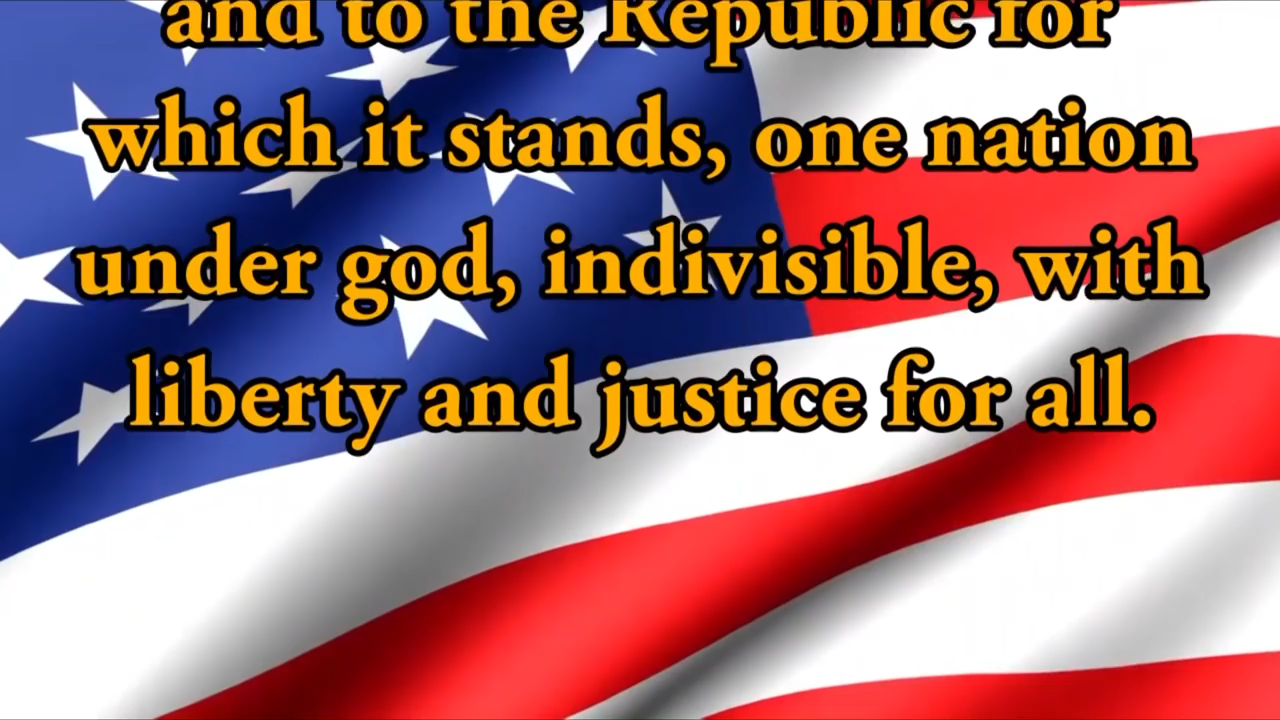 and to the Republic for
which it stands, one nation
under god, indivisible, with
liberty and justice for all.